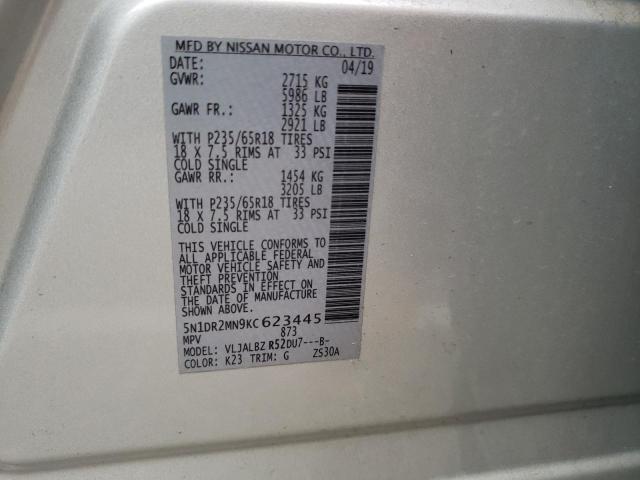 MFD BY NISSAN MOTOR CO., LTD.
DATE: 04/19
GVWR: 2715 KG
5986 LB
GAWR FR.: 1325 KG
2921 LB
WITH P235/65R18 TIRES
18 X 7.5 RIMS AT 33 PSI
COLD SINGLE
GAWR RR.: 1454 KG
3205 LB
WITH P235/65R18 TIRES
18 X 7.5 RIMS AT 33 PSI
COLD SINGLE
THIS VEHICLE CONFORMS TO
ALL APPLICABLE FEDERAL
MOTOR VEHICLE SAFETY AND
THEFT PREVENTION
STANDARDS IN EFFECT ON
THE DATE OF MANUFACTURE
SHOWN ABOVE.
5N1DR2MN9KC623445
MPV 873
MODEL: VLJALBZ R52DU7---B-
COLOR: K23 TRIM: G ZS30A